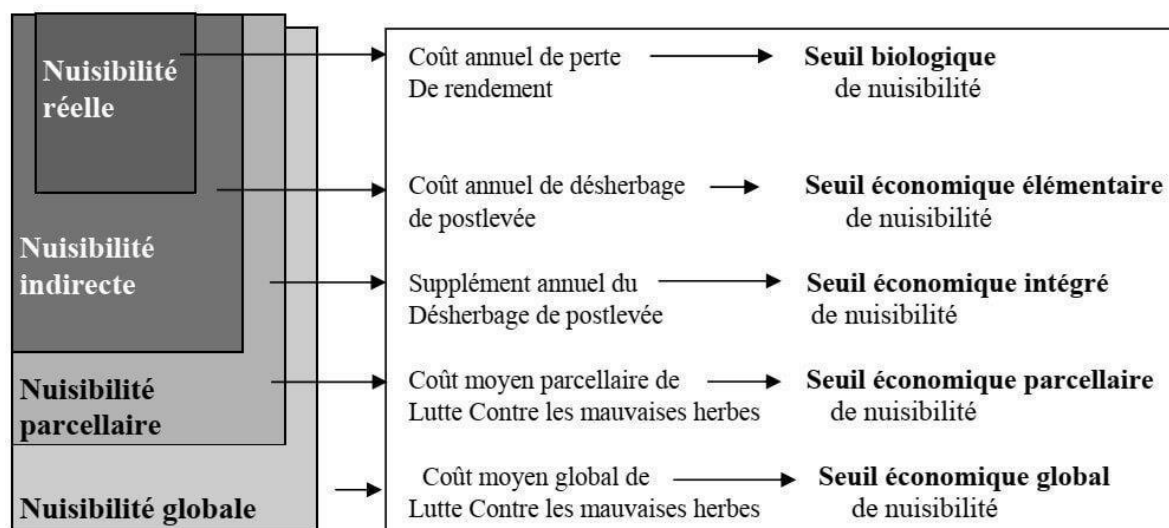 Nuisibilité
réelle
Nuisibilité
indirecte
Nuisibilité
parcellaire
Nuisibilité globale
Coût annuel de perte
De rendement
Seuil biologique
de nuisibilité
Coût annuel de désherbage
de postlevée
Seuil économique élémentaire
de nuisibilité
Supplément annuel du
Désherbage de postlevée
Seuil économique intégré
de nuisibilité
Coût moyen parcellaire de
Lutte Contre les mauvaises herbes
Seuil économique parcellaire
de nuisibilité
Coût moyen global de
Lutte Contre les mauvaises herbes
Seuil économique global
de nuisibilité